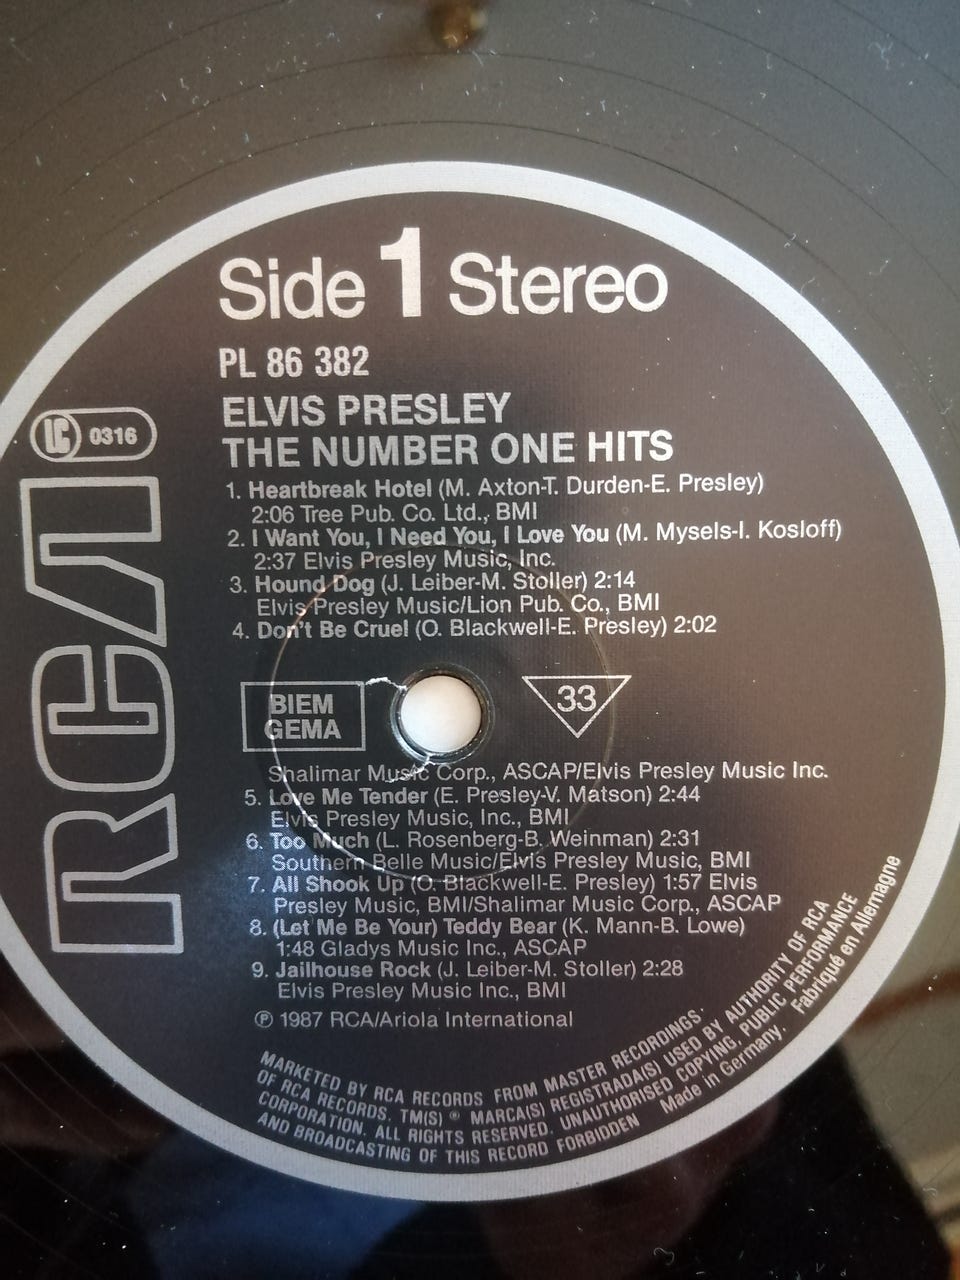 Side 1 Stereo
PL 86 382
ELVIS PRESLEY
THE NUMBER ONE HITS
LC 0316
RCA
1. Heartbreak Hotel (M. Axton-T. Durden-E. Presley)
2:06 Tree Pub. Co. Ltd., BMI
2. I Want You, I Need You, I Love You (M. Mysels-I. Kosloff)
2:37 Elvis Presley Music, Inc.
3. Hound Dog (J. Leiber-M. Stoller) 2:14
Elvis Presley Music/Lion Pub. Co., BMI
4. Don't Be Cruel (O. Blackwell-E. Presley) 2:02
BIEM
GEMA
33
Shalimar Music Corp., ASCAP/Elvis Presley Music Inc.
5. Love Me Tender (E. Presley-V. Matson) 2:44
Elvis Presley Music, Inc., BMI
6. Too Much (L. Rosenberg-B. Weinman) 2:31
Southern Belle Music/Elvis Presley Music, BMI
7. All Shook Up (O. Blackwell-E. Presley) 1:57 Elvis
Presley Music, BMI/Shalimar Music Corp., ASCAP
8. (Let Me Be Your) Teddy Bear (K. Mann-B. Lowe)
1:48 Gladys Music Inc., ASCAP
9. Jailhouse Rock (J. Leiber-M. Stoller) 2:28
Elvis Presley Music Inc., BMI
℗ 1987 RCA/Ariola International
MARKETED BY RCA RECORDS FROM MASTER RECORDINGS
OF RCA RECORDS. TM(S) ® MARCA(S) REGISTRADA(S) USED BY AUTHORITY OF RCA
CORPORATION. ALL RIGHTS RESERVED. UNAUTHORISED COPYING, PUBLIC PERFORMANCE
AND BROADCASTING OF THIS RECORD FORBIDDEN Made in Germany. Fabriqué en Allemagne